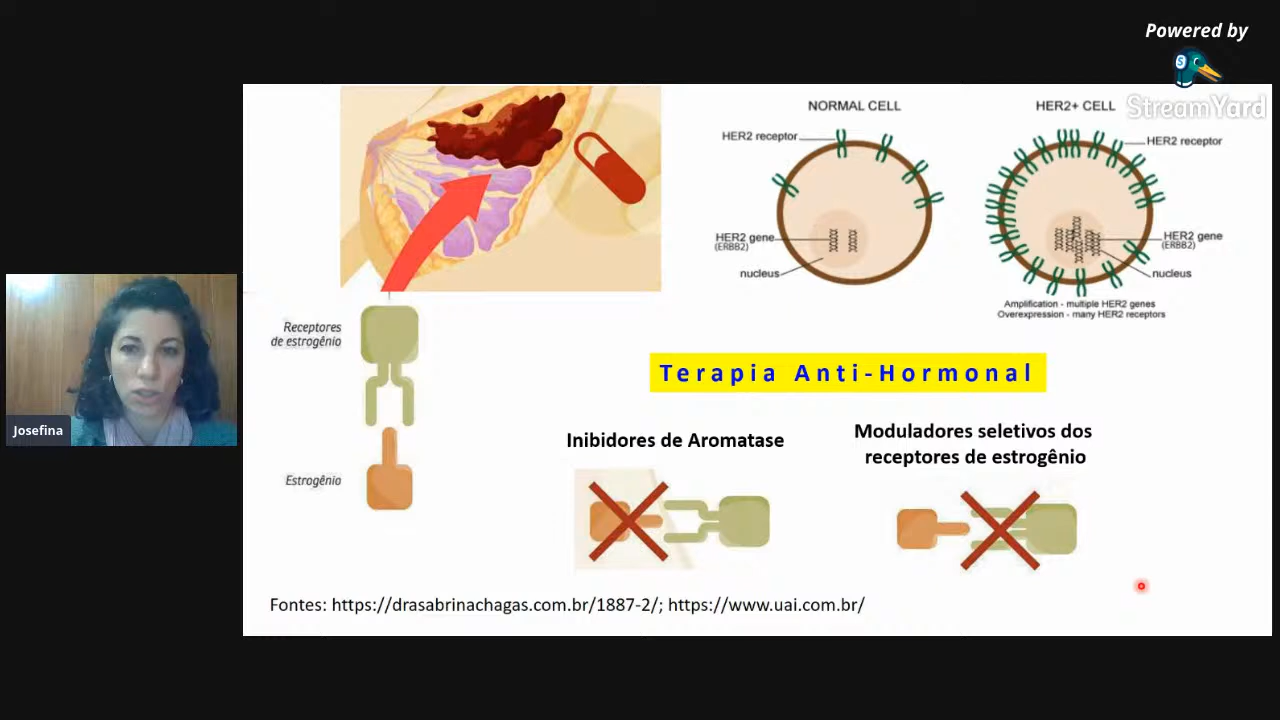 Powered by
StreamYard
NORMAL CELL
HER2 receptor
HER2 gene
(ERBB2)
nucleus
HER2+ CELL
HER2 receptor
HER2 gene
(ERBB2)
nucleus
Amplification - multiple HER2 genes
Overexpression - many HER2 receptors
Receptores
de estrogênio
Estrogênio
Terapia Anti-Hormonal
Inibidores de Aromatase
Moduladores seletivos dos
receptores de estrogênio
Josefina
Fontes: https://drasabrinachagas.com.br/1887-2/; https://www.uai.com.br/